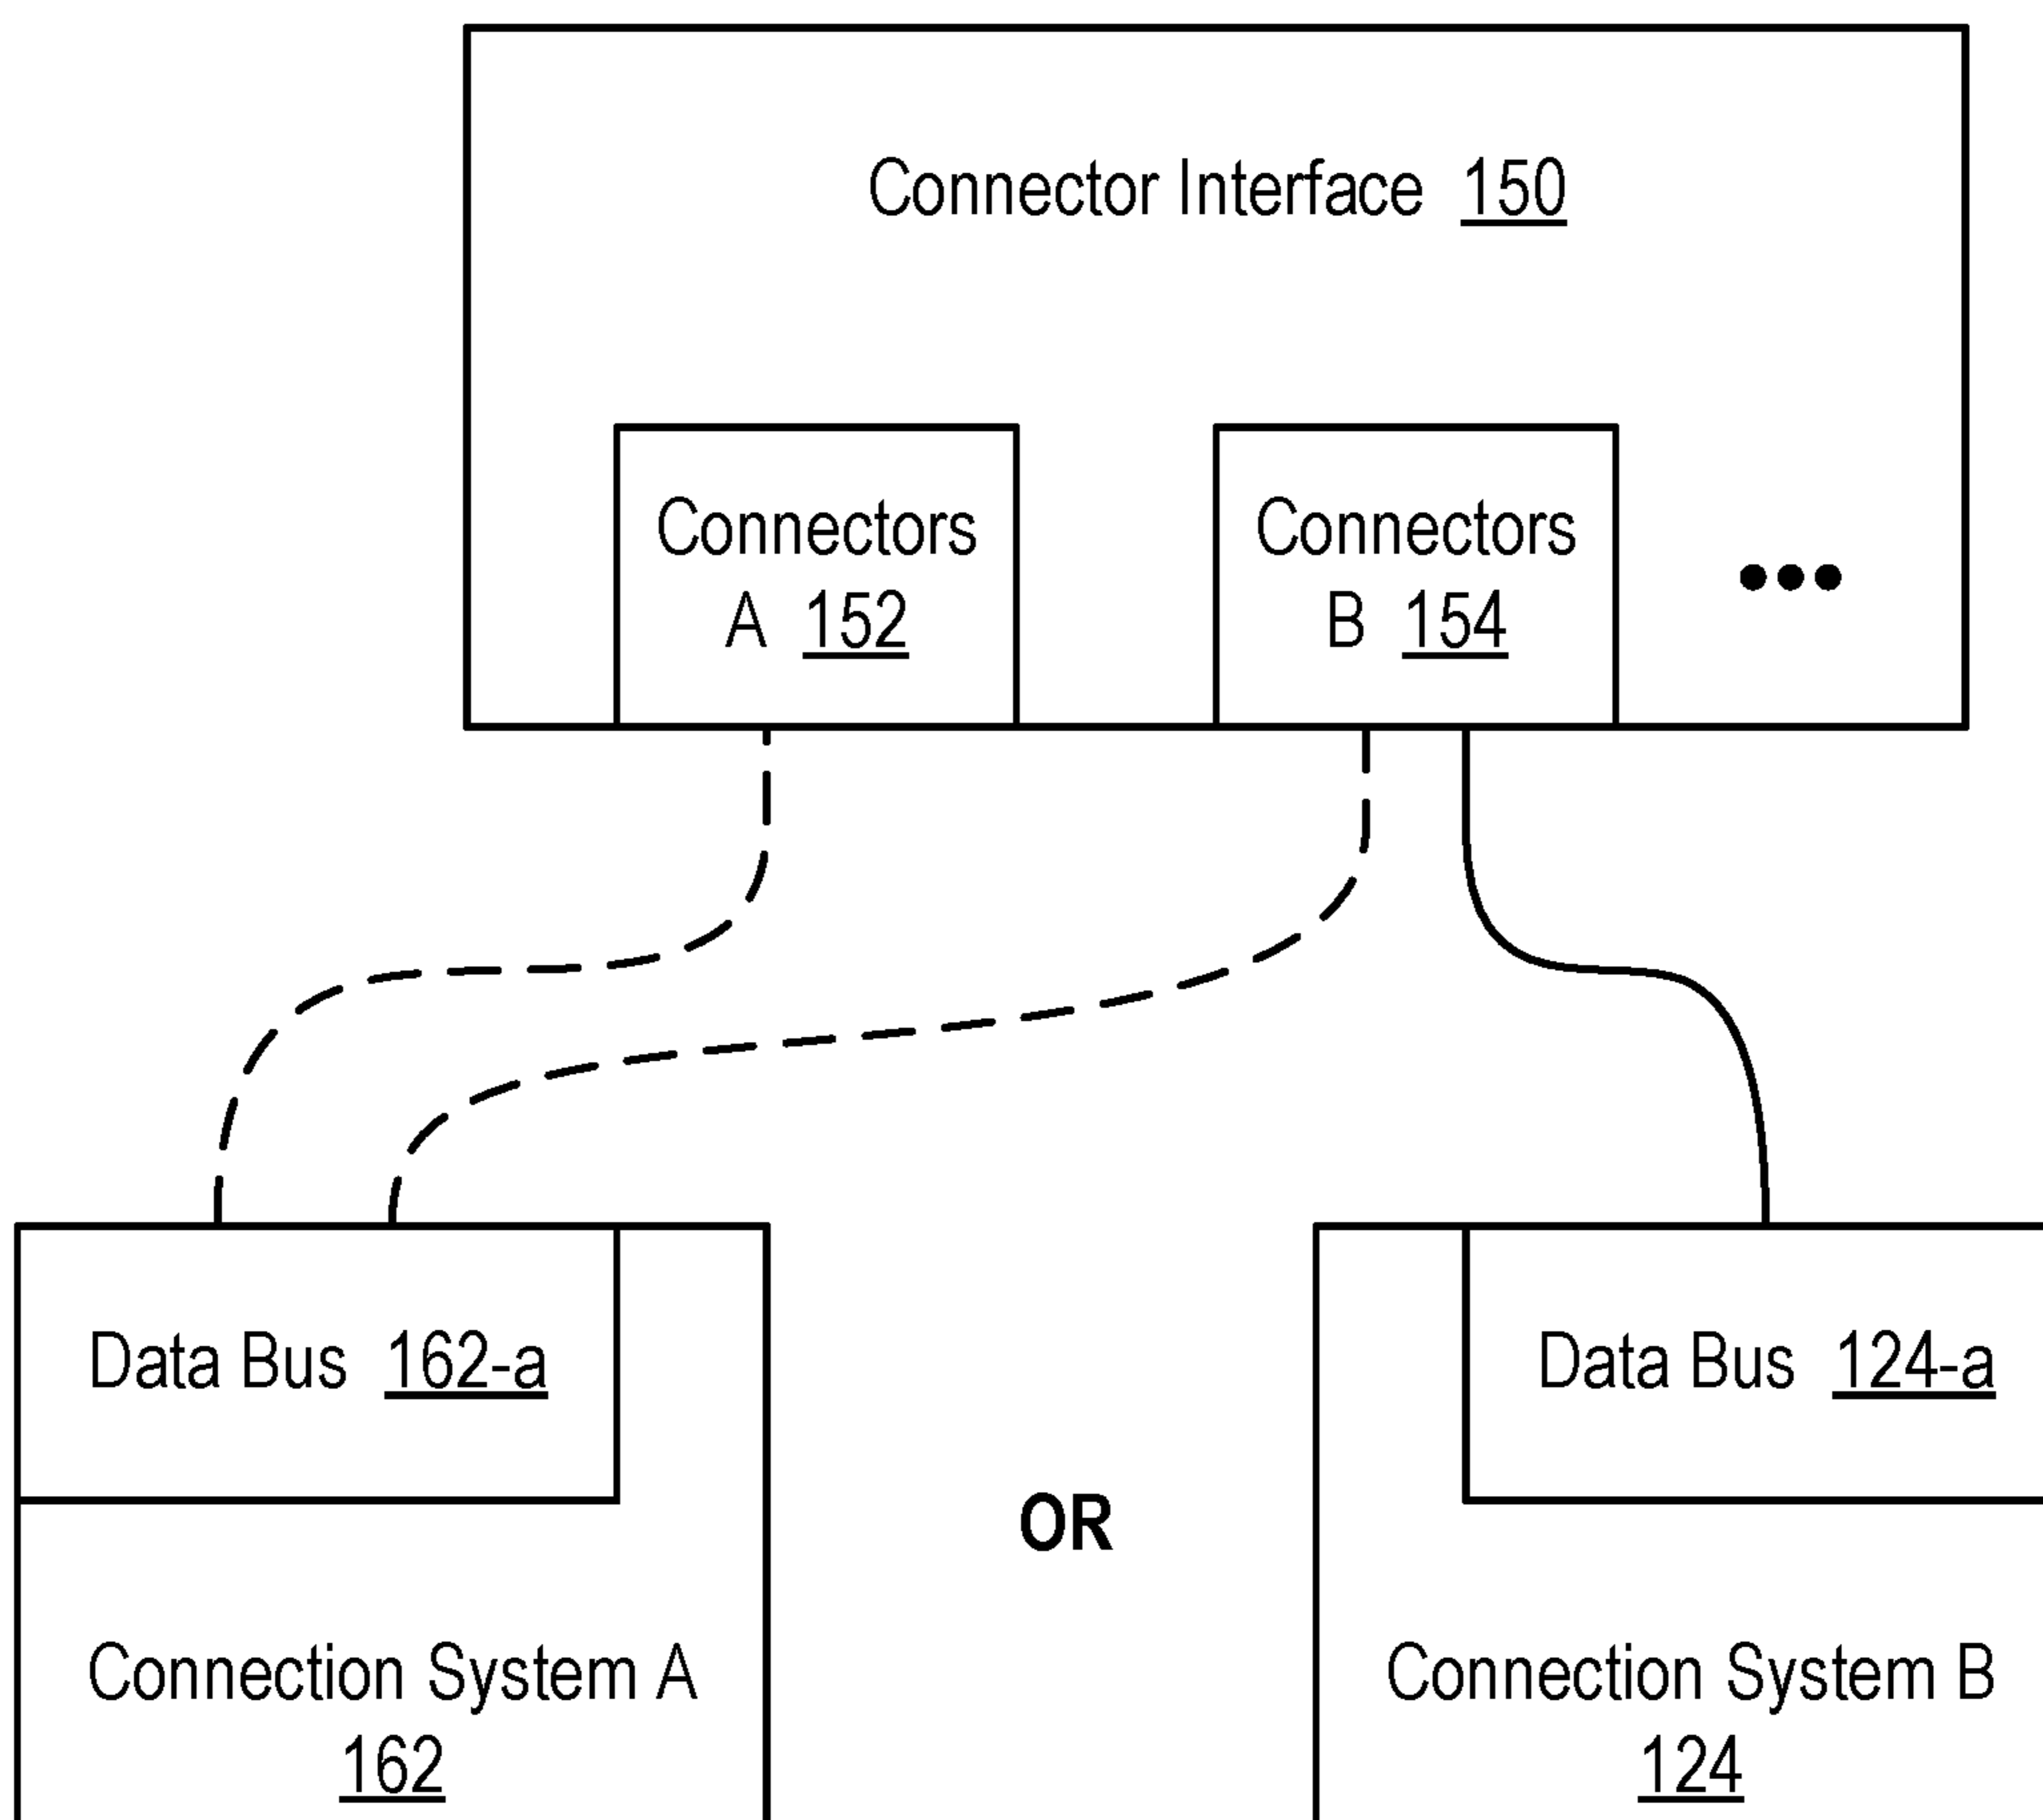 Connector Interface 150
Connectors
A 152
Connectors
B 154
Data Bus 162-a
Data Bus 124-a
OR
Connection System A
162
Connection System B
124